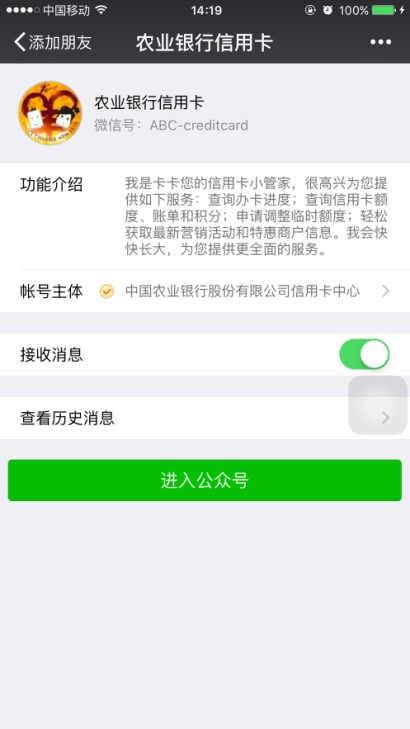 中国移动 14:19 100%
添加朋友 农业银行信用卡
农业银行信用卡
微信号：ABC-creditcard
功能介绍 我是卡卡您的信用卡小管家，很高兴为您提
供如下服务：查询办卡进度；查询信用卡额
度、账单和积分；申请调整临时额度；轻松
获取最新营销活动和特惠商户信息。我会快
快长大，为您提供更全面的服务。
帐号主体 中国农业银行股份有限公司信用卡中心
接收消息
查看历史消息
进入公众号